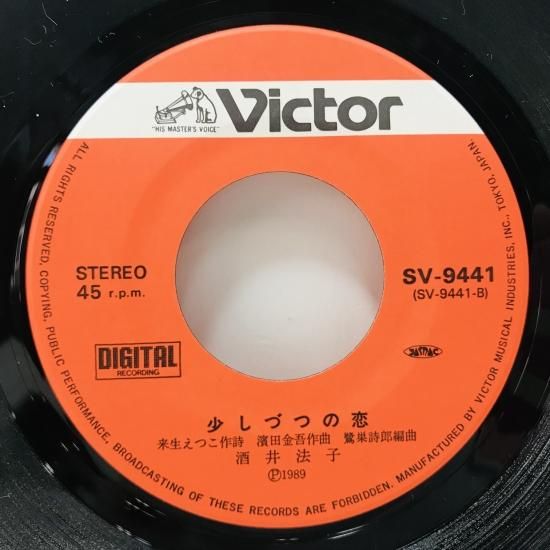 Victor
"HIS MASTER'S VOICE"
STEREO
45 r.p.m.
SV-9441
(SV-9441-B)
DIGITAL
RECORDING
JASRAC
少しづつの恋
来生えつこ作詩 濱田金吾作曲 鷺巣詩郎編曲
酒井法子
Ⓟ1989
ALL RIGHTS RESERVED, COPYING, PUBLIC PERFORMANCE, BROADCASTING OF THESE RECORDS ARE FORBIDDEN. MANUFACTURED BY VICTOR MUSICAL INDUSTRIES, INC., TOKYO, JAPAN.